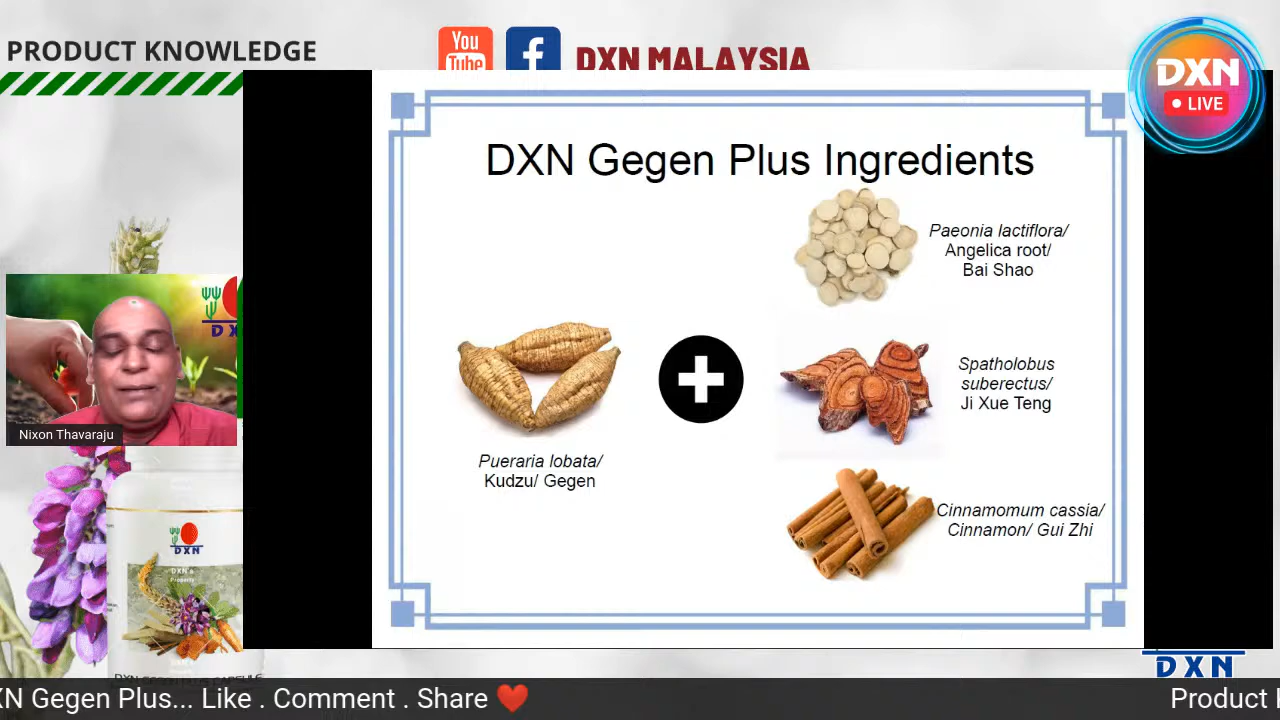 PRODUCT KNOWLEDGE
You
Tube
DXN MALAYSIA
DXN
LIVE
DXN Gegen Plus Ingredients
Paeonia lactiflora/
Angelica root/
Bai Shao
Spatholobus
suberectus/
Ji Xue Teng
Pueraria lobata/
Kudzu/ Gegen
Cinnamomum cassia/
Cinnamon/ Gui Zhi
Nixon Thavaraju
DXN
DXN
XN Gegen Plus... Like . Comment . Share ❤️
Product